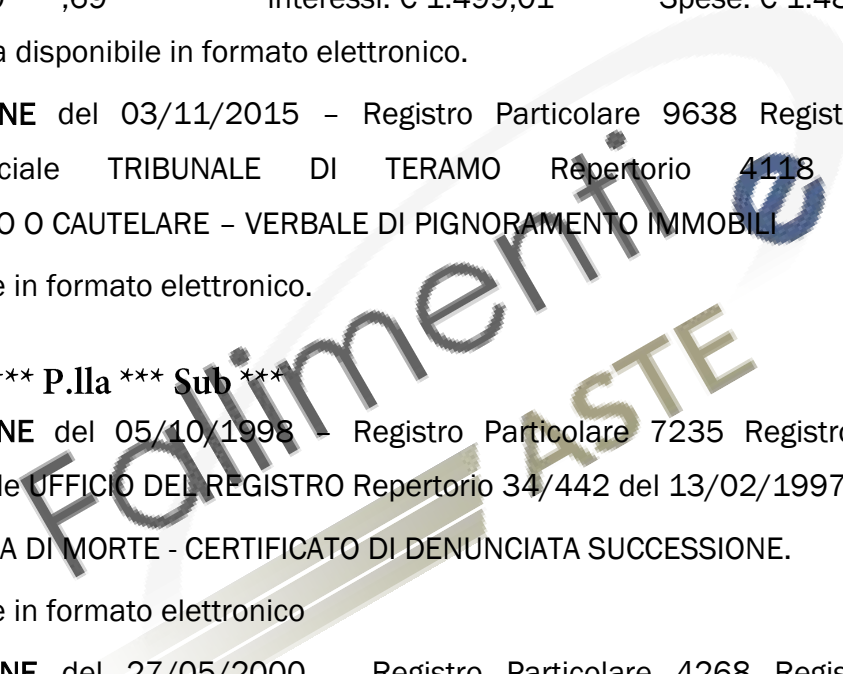 ,69 Interessi: € 1.499,01 Spese: € 1.48
a disponibile in formato elettronico.
NE del 03/11/2015 – Registro Particolare 9638 Regist
ciale TRIBUNALE DI TERAMO Repertorio 4118
O O CAUTELARE – VERBALE DI PIGNORAMENTO IMMOBILI
e in formato elettronico.
*** P.lla *** Sub ***
NE del 05/10/1998 – Registro Particolare 7235 Registro
le UFFICIO DEL REGISTRO Repertorio 34/442 del 13/02/1997
A DI MORTE - CERTIFICATO DI DENUNCIATA SUCCESSIONE.
e in formato elettronico
NE del 27/05/2000 Registro Particolare 4268 Regis
Fallimenti e
ASTE